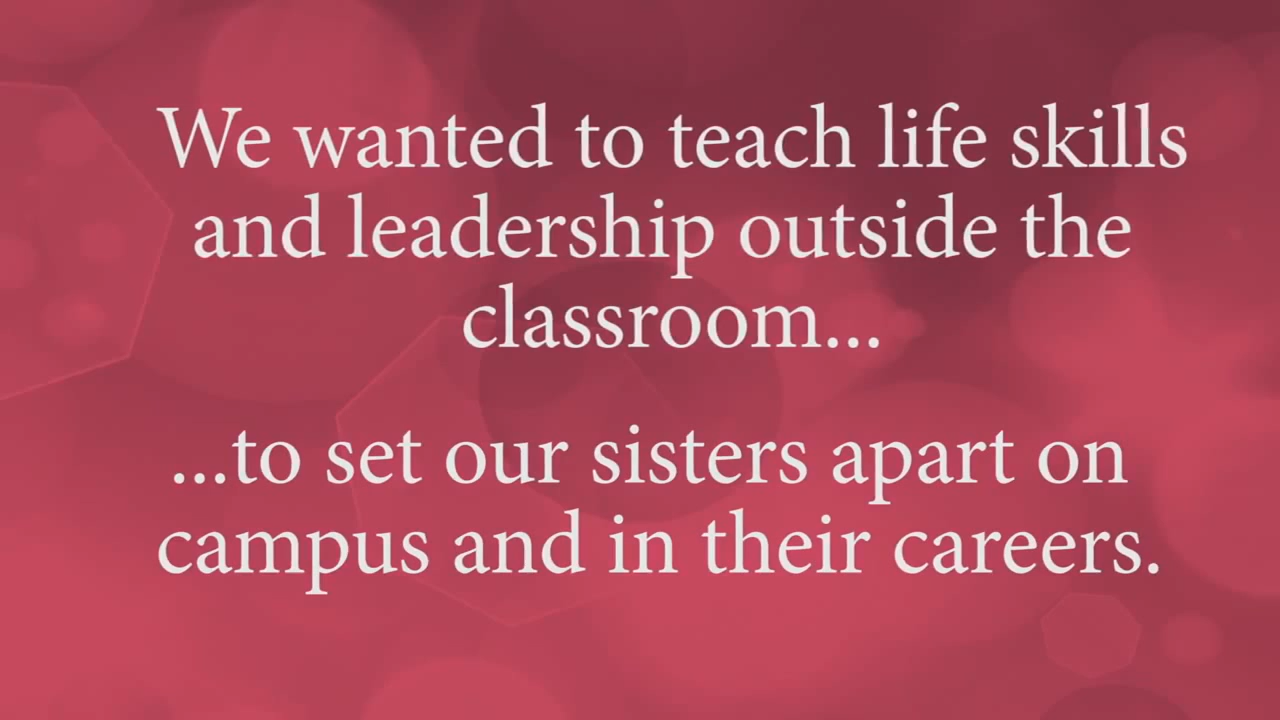 We wanted to teach life skills
and leadership outside the
classroom...
...to set our sisters apart on
campus and in their careers.